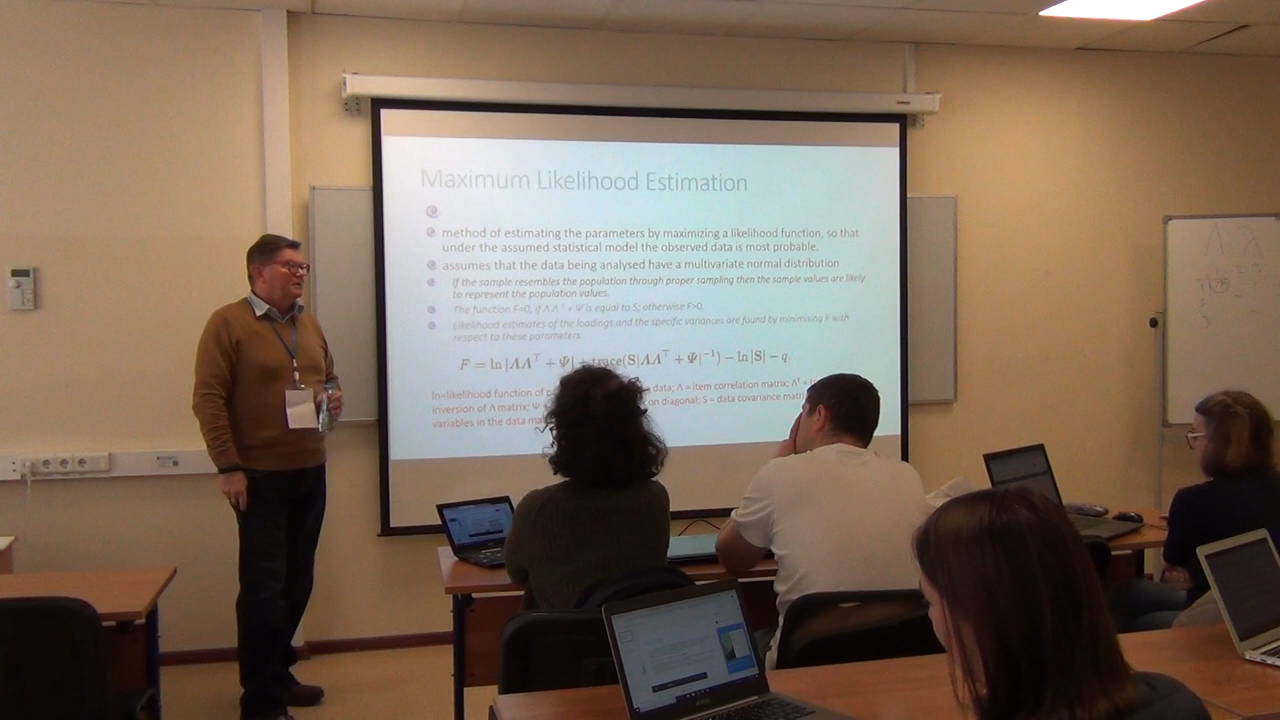 Maximum Likelihood Estimation
method of estimating the parameters by maximizing a likelihood function, so that
under the assumed statistical model the observed data is most probable.
assumes that the data being analysed have a multivariate normal distribution
If the sample resembles the population through proper sampling then the sample values are likely
to represent the population values.
The function F=0, if Λ Λᵀ + Ψ is equal to S; otherwise F>0.
Likelihood estimates of the loadings and the specific variances are found by minimising F with
respect to these parameters.
F = ln|ΛΛᵀ + Ψ| + trace(S|ΛΛᵀ + Ψ|⁻¹) − ln|S| − q.
ln=likelihood function of data; Λ = item correlation matrix; Λᵀ =
inversion of Λ matrix; Ψ on diagonal; S = data covariance
variables in the data
Λ λ